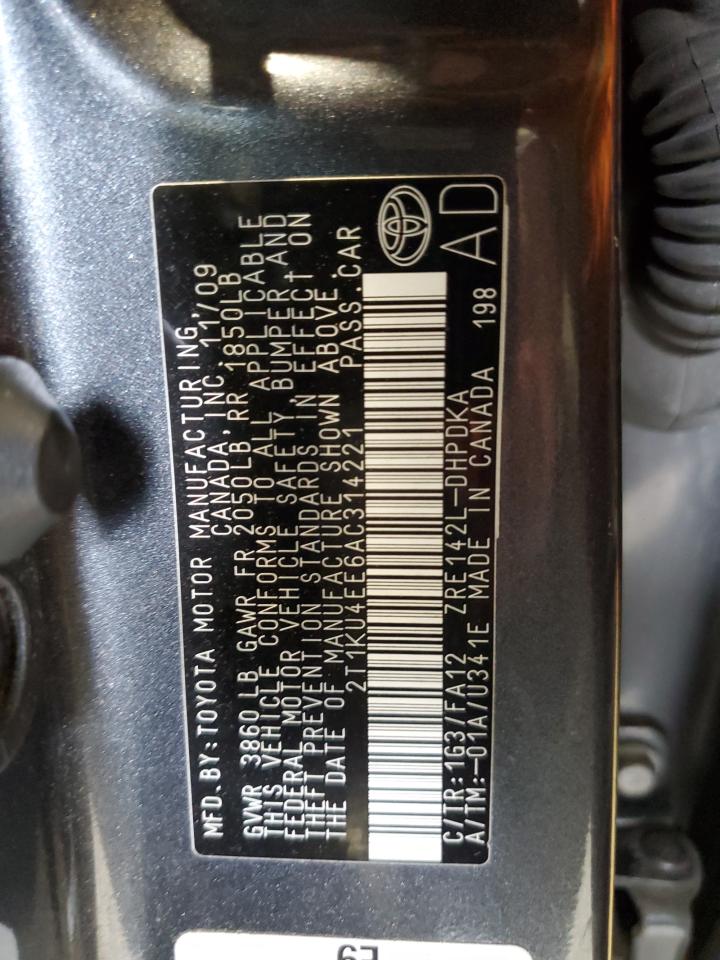 MFD.BY:TOYOTA MOTOR MANUFACTURING,
CANADA, INC. 11/09
GVWR 3860 LB GAWR FR 2050LB RR 1850LB
THIS VEHICLE CONFORMS TO ALL APPLICABLE
FEDERAL MOTOR VEHICLE SAFETY, BUMPER, AND
THEFT PREVENTION STANDARDS IN EFFECT ON
THE DATE OF MANUFACTURE SHOWN ABOVE.
2T1KU4EE6AC314221 PASS.CAR
C/TR:1G3/FA12 ZRE142L-DHPDKA
A/TM:-01A/U341E MADE IN CANADA 198
AD